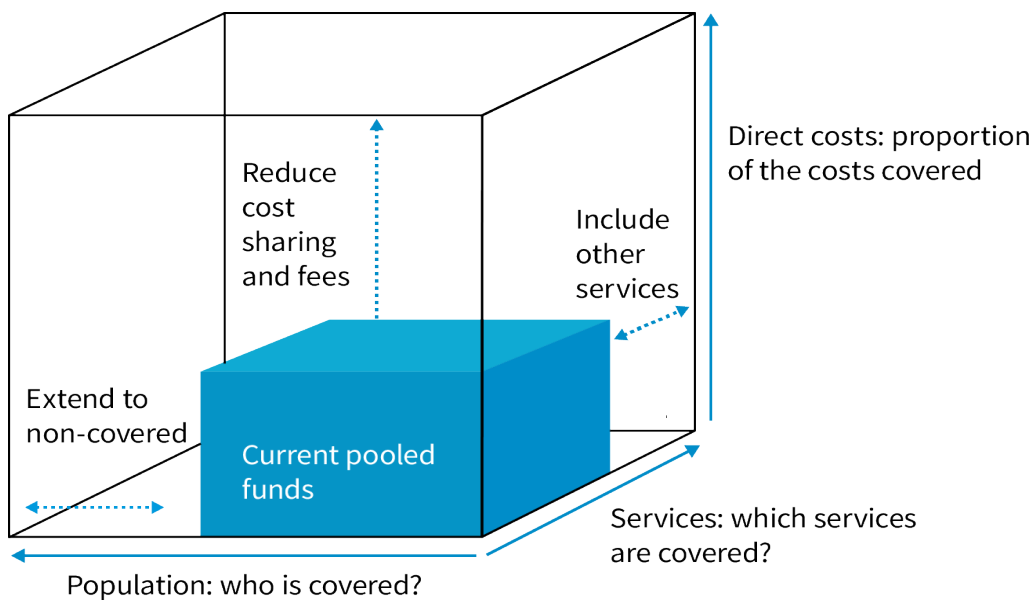 Direct costs: proportion
of the costs covered
Reduce
cost
sharing
and fees
Include
other
services
Extend to
non-covered
Current pooled
funds
Services: which services
are covered?
Population: who is covered?